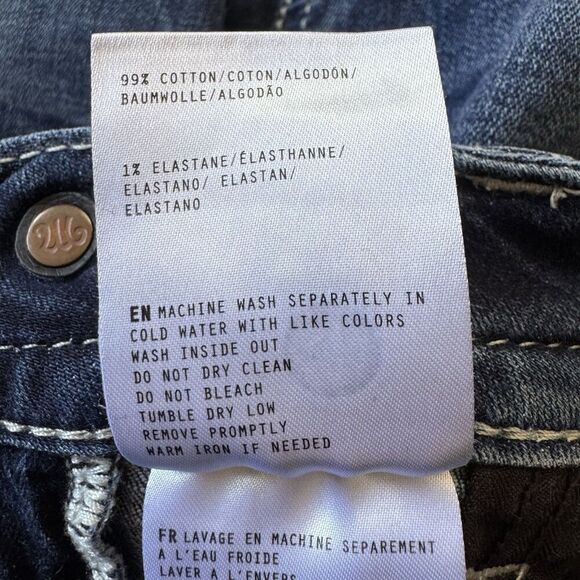 99% COTTON/COTON/ALGODÓN/
BAUMWOLLE/ALGODÃO
1% ELASTANE/ÉLASTHANNE/
ELASTANO/ ELASTAN/
ELASTANO
EN MACHINE WASH SEPARATELY IN
COLD WATER WITH LIKE COLORS
WASH INSIDE OUT
DO NOT DRY CLEAN
DO NOT BLEACH
TUMBLE DRY LOW
REMOVE PROMPTLY
WARM IRON IF NEEDED
FR LAVAGE EN MACHINE SEPAREMENT
A L'EAU FROIDE
LAVER A L'ENVERS